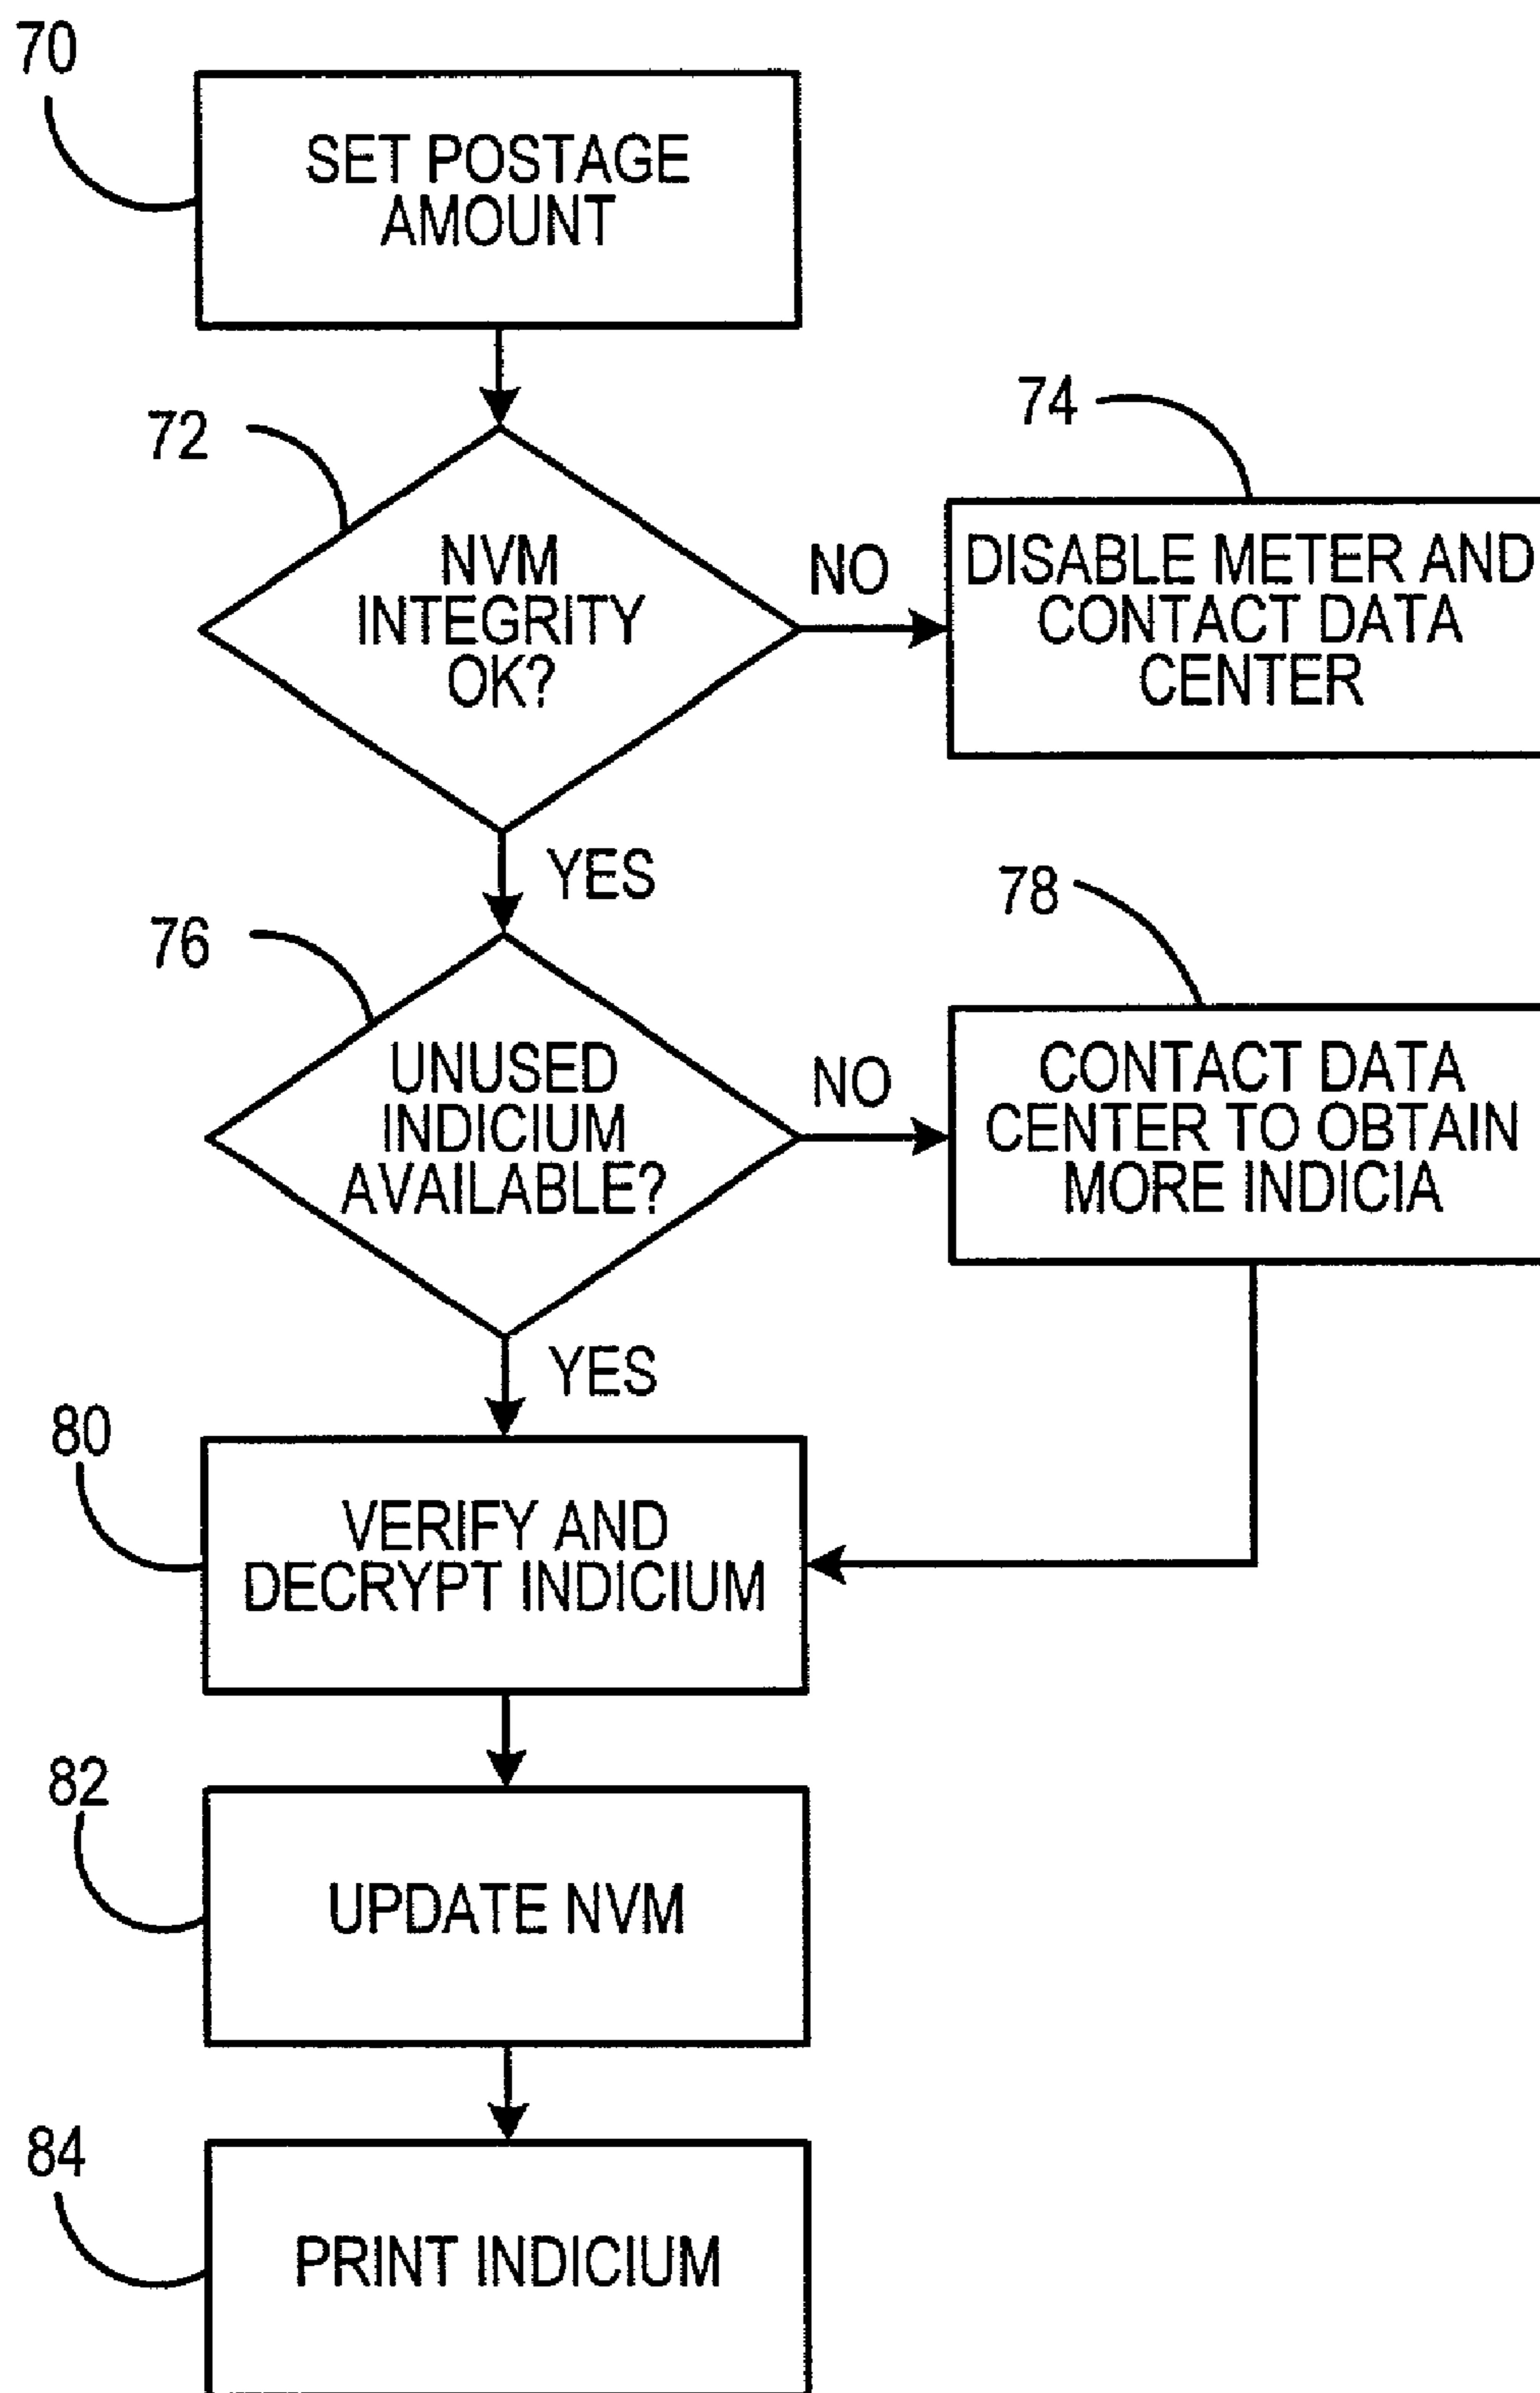 70
SET POSTAGE
AMOUNT
72
NVM
INTEGRITY
OK?
NO
74
DISABLE METER AND
CONTACT DATA
CENTER
YES
76
UNUSED
INDICIUM
AVAILABLE?
NO
78
CONTACT DATA
CENTER TO OBTAIN
MORE INDICIA
YES
80
VERIFY AND
DECRYPT INDICIUM
82
UPDATE NVM
84
PRINT INDICIUM